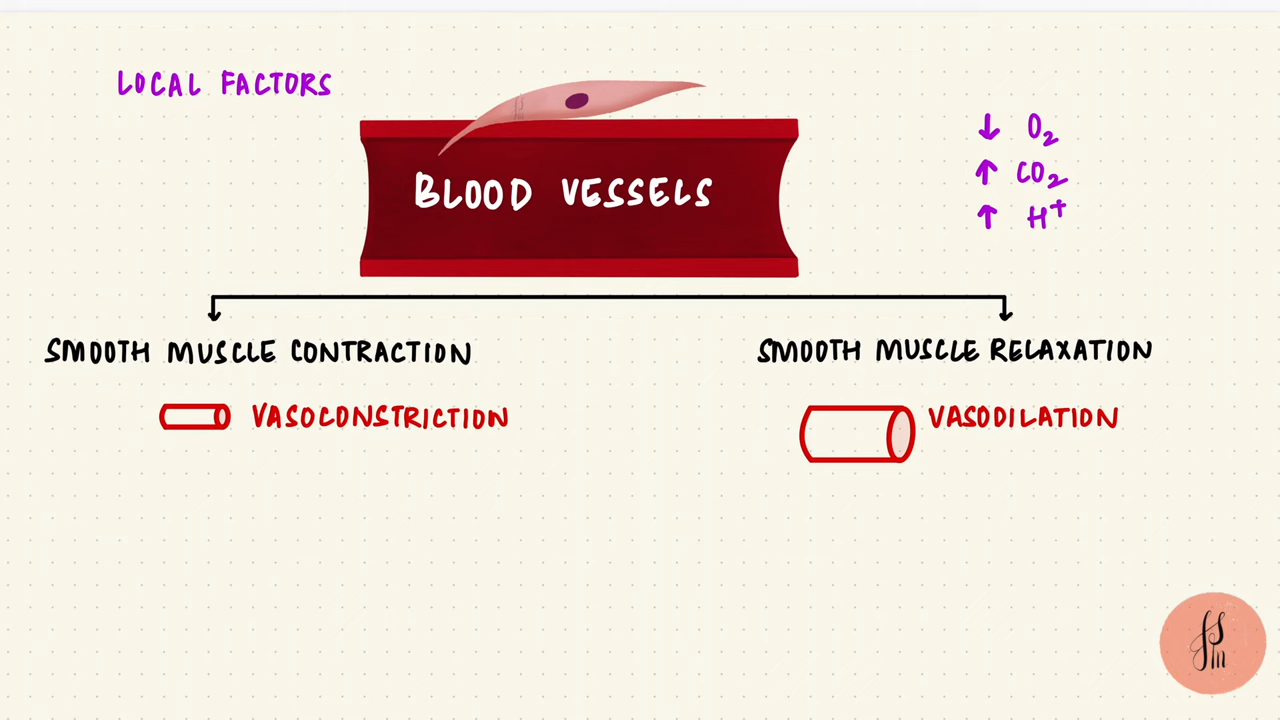 LOCAL FACTORS
BLOOD VESSELS
↓ O₂
↑ CO₂
↑ H⁺
SMOOTH MUSCLE CONTRACTION
SMOOTH MUSCLE RELAXATION
VASOCONSTRICTION
VASODILATION